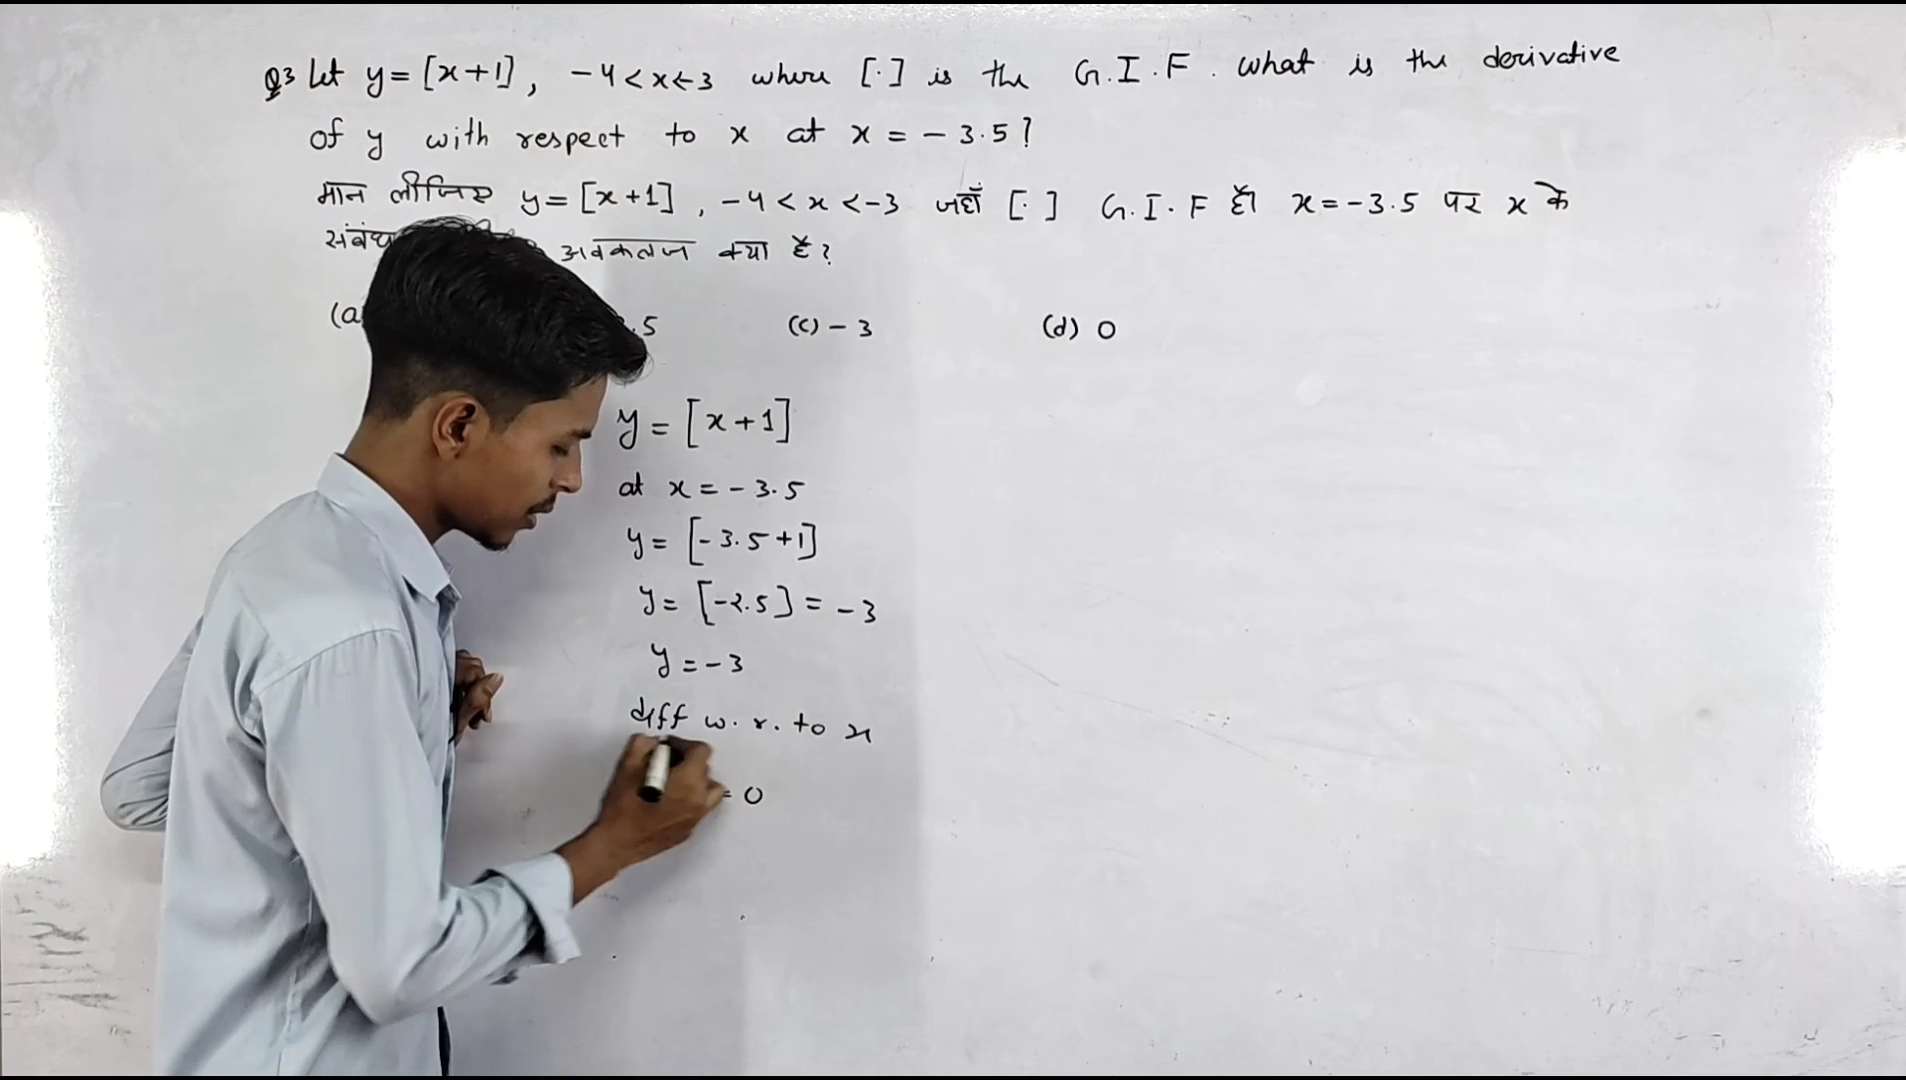 Q3 Let y = [x+1], -4<x<-3 where [.] is the G.I.F. what is the derivative
of y with respect to x at x = -3.5?
मान लीजिए y=[x+1], -4<x<-3 जहाँ [.] G.I.F है। x=-3.5 पर x के
संबंध अवकलज क्या है?
(a .5 (c) -3 (d) 0
y = [x+1]
at x = -3.5
y = [-3.5+1]
y = [-2.5] = -3
y = -3
diff w.r.to x
= 0